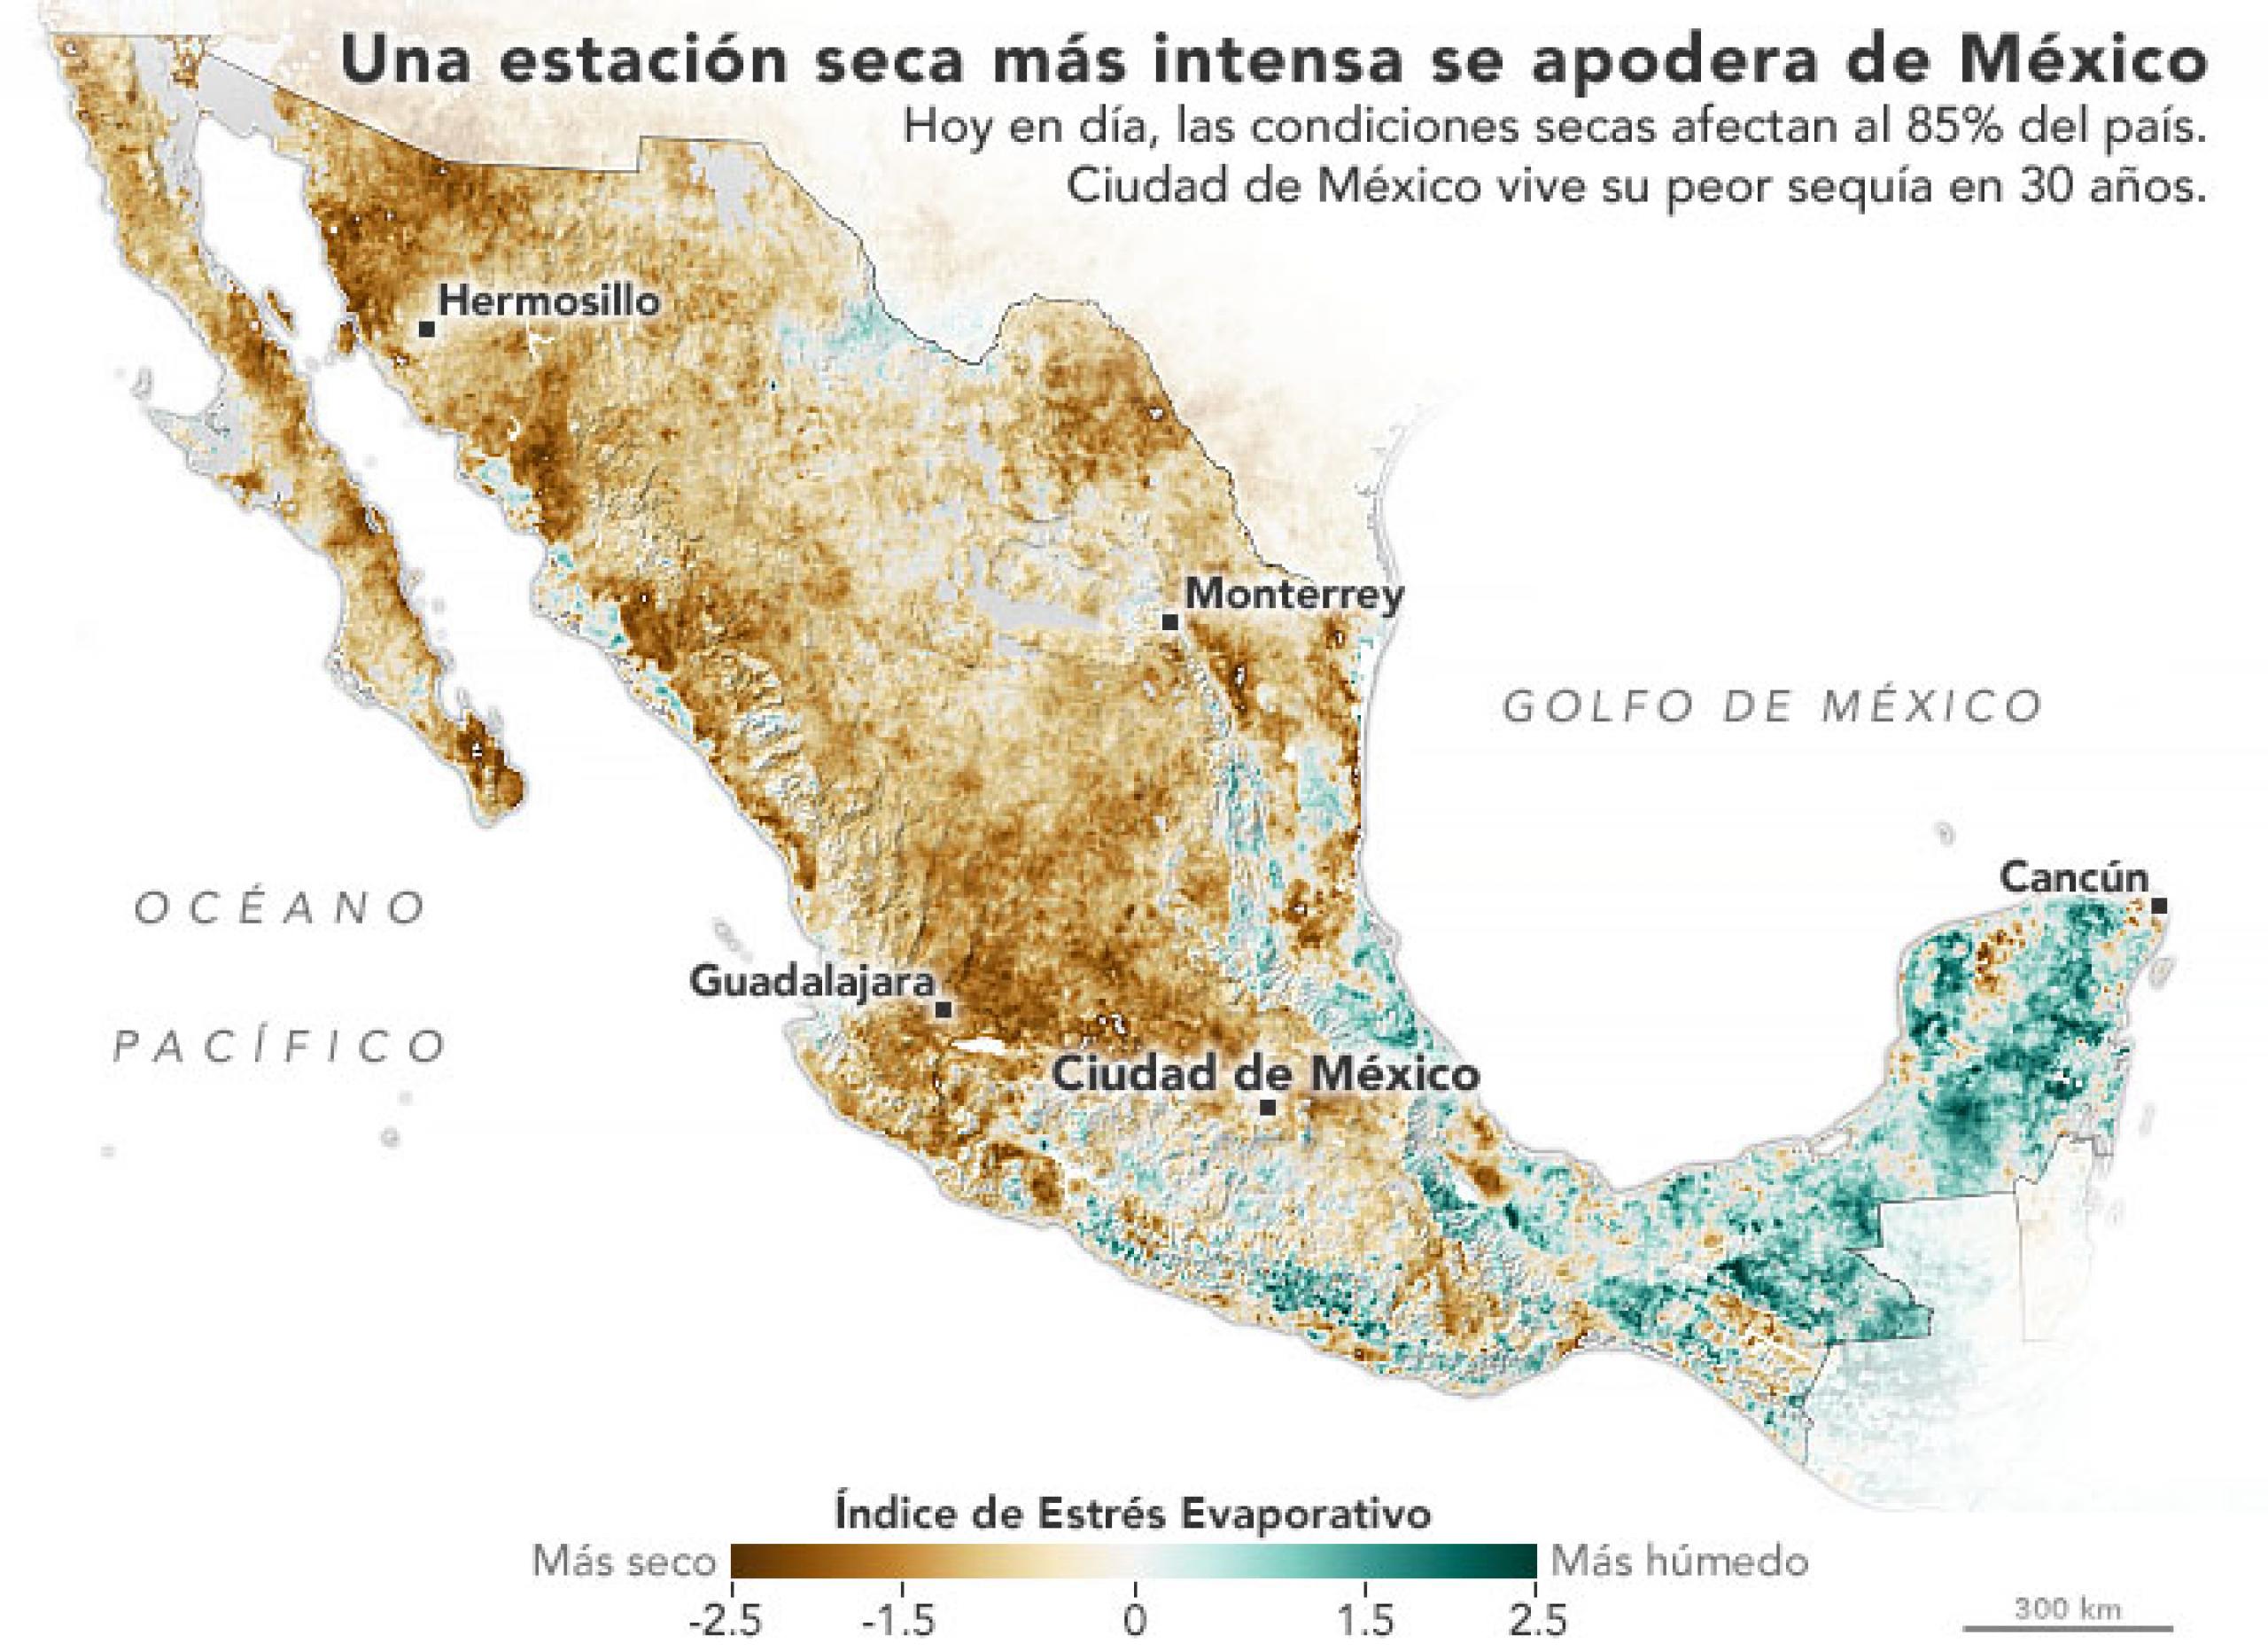 Una estación seca más intensa se apodera de México
Hoy en día, las condiciones secas afectan al 85% del país.
Ciudad de México vive su peor sequía en 30 años.
Hermosillo
Monterrey
GOLFO DE MÉXICO
Cancún
OCÉANO
PACÍFICO
Guadalajara
Ciudad de México
Índice de Estrés Evaporativo
Más seco
Más húmedo
-2.5 -1.5 0 1.5 2.5
300 km